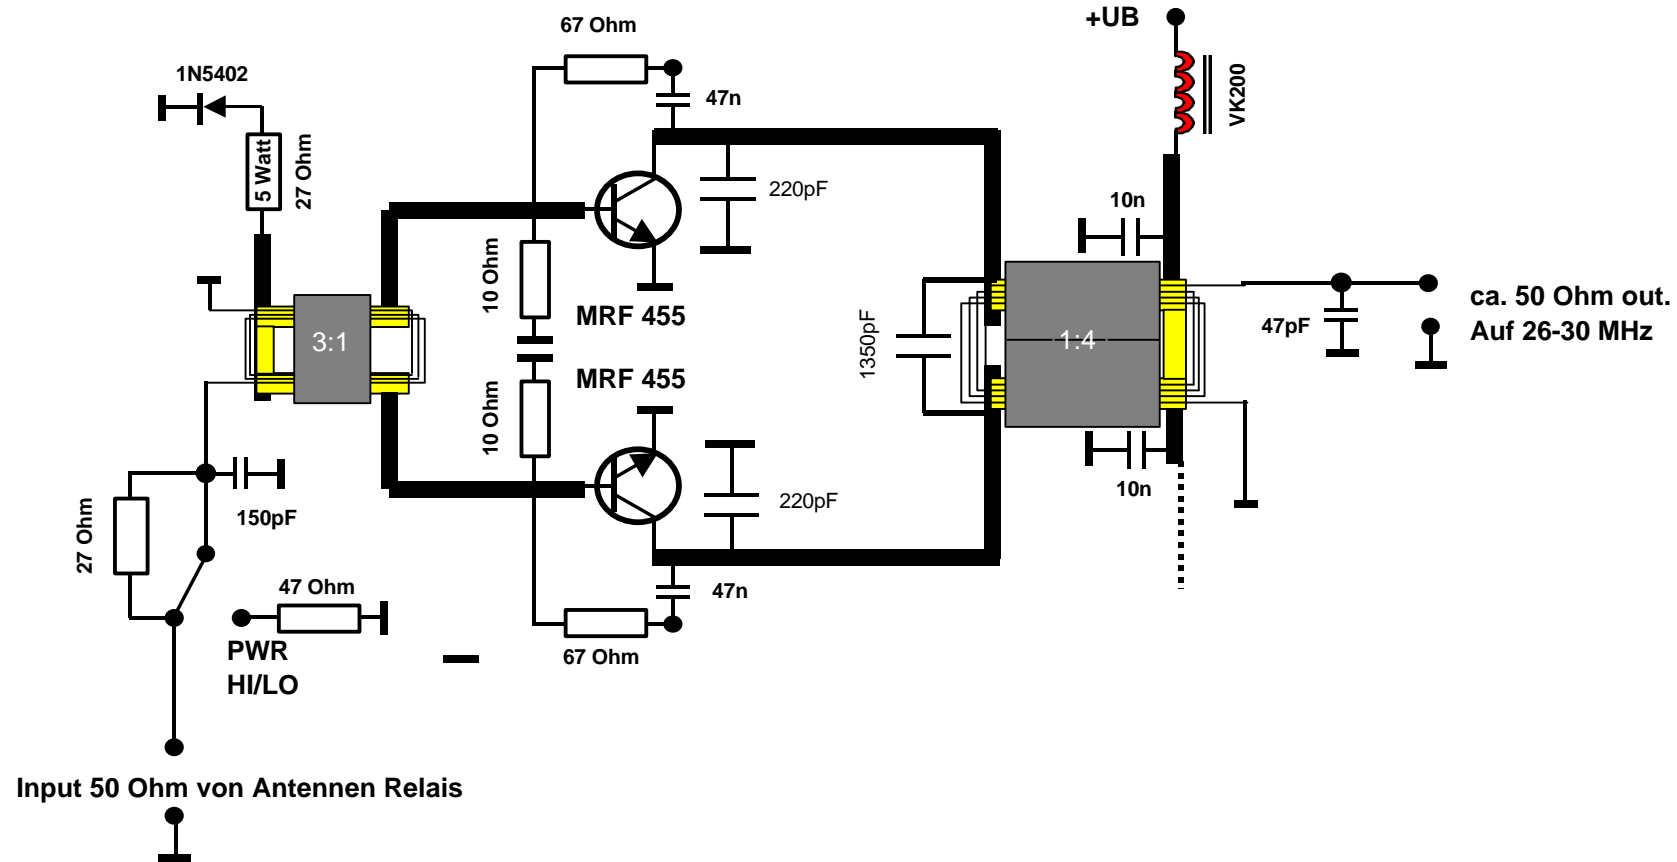 67 Ohm
+UB
1N5402
47n
VK200
5 Watt
27 Ohm
220pF
10n
10 Ohm
MRF 455
ca. 50 Ohm out.
Auf 26-30 MHz
47pF
3:1
1:4
1350pF
MRF 455
10 Ohm
10n
220pF
150pF
27 Ohm
47 Ohm
47n
PWR
HI/LO
67 Ohm
Input 50 Ohm von Antennen Relais